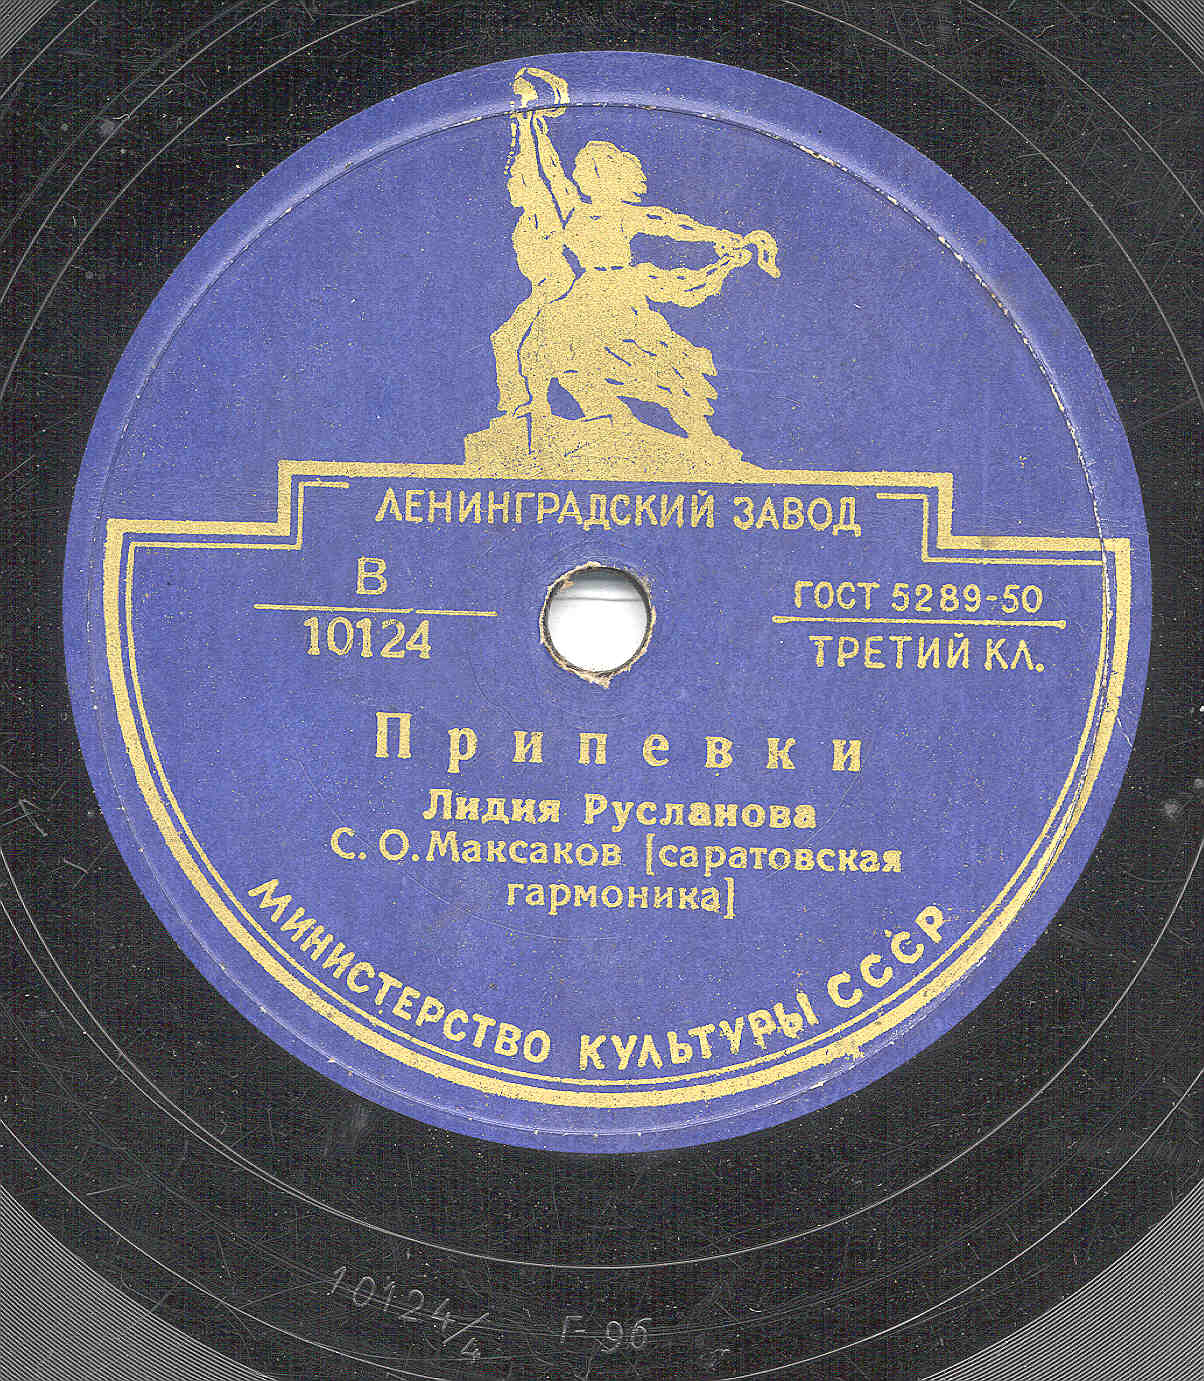 ЛЕНИНГРАДСКИЙ ЗАВОД
В
10124
ГОСТ 5289-50
ТРЕТИЙ КЛ.
Припевки
Лидия Русланова
С. О. Максаков [саратовская
гармоника]
МИНИСТЕРСТВО КУЛЬТУРЫ СССР
10124/4
Г-96